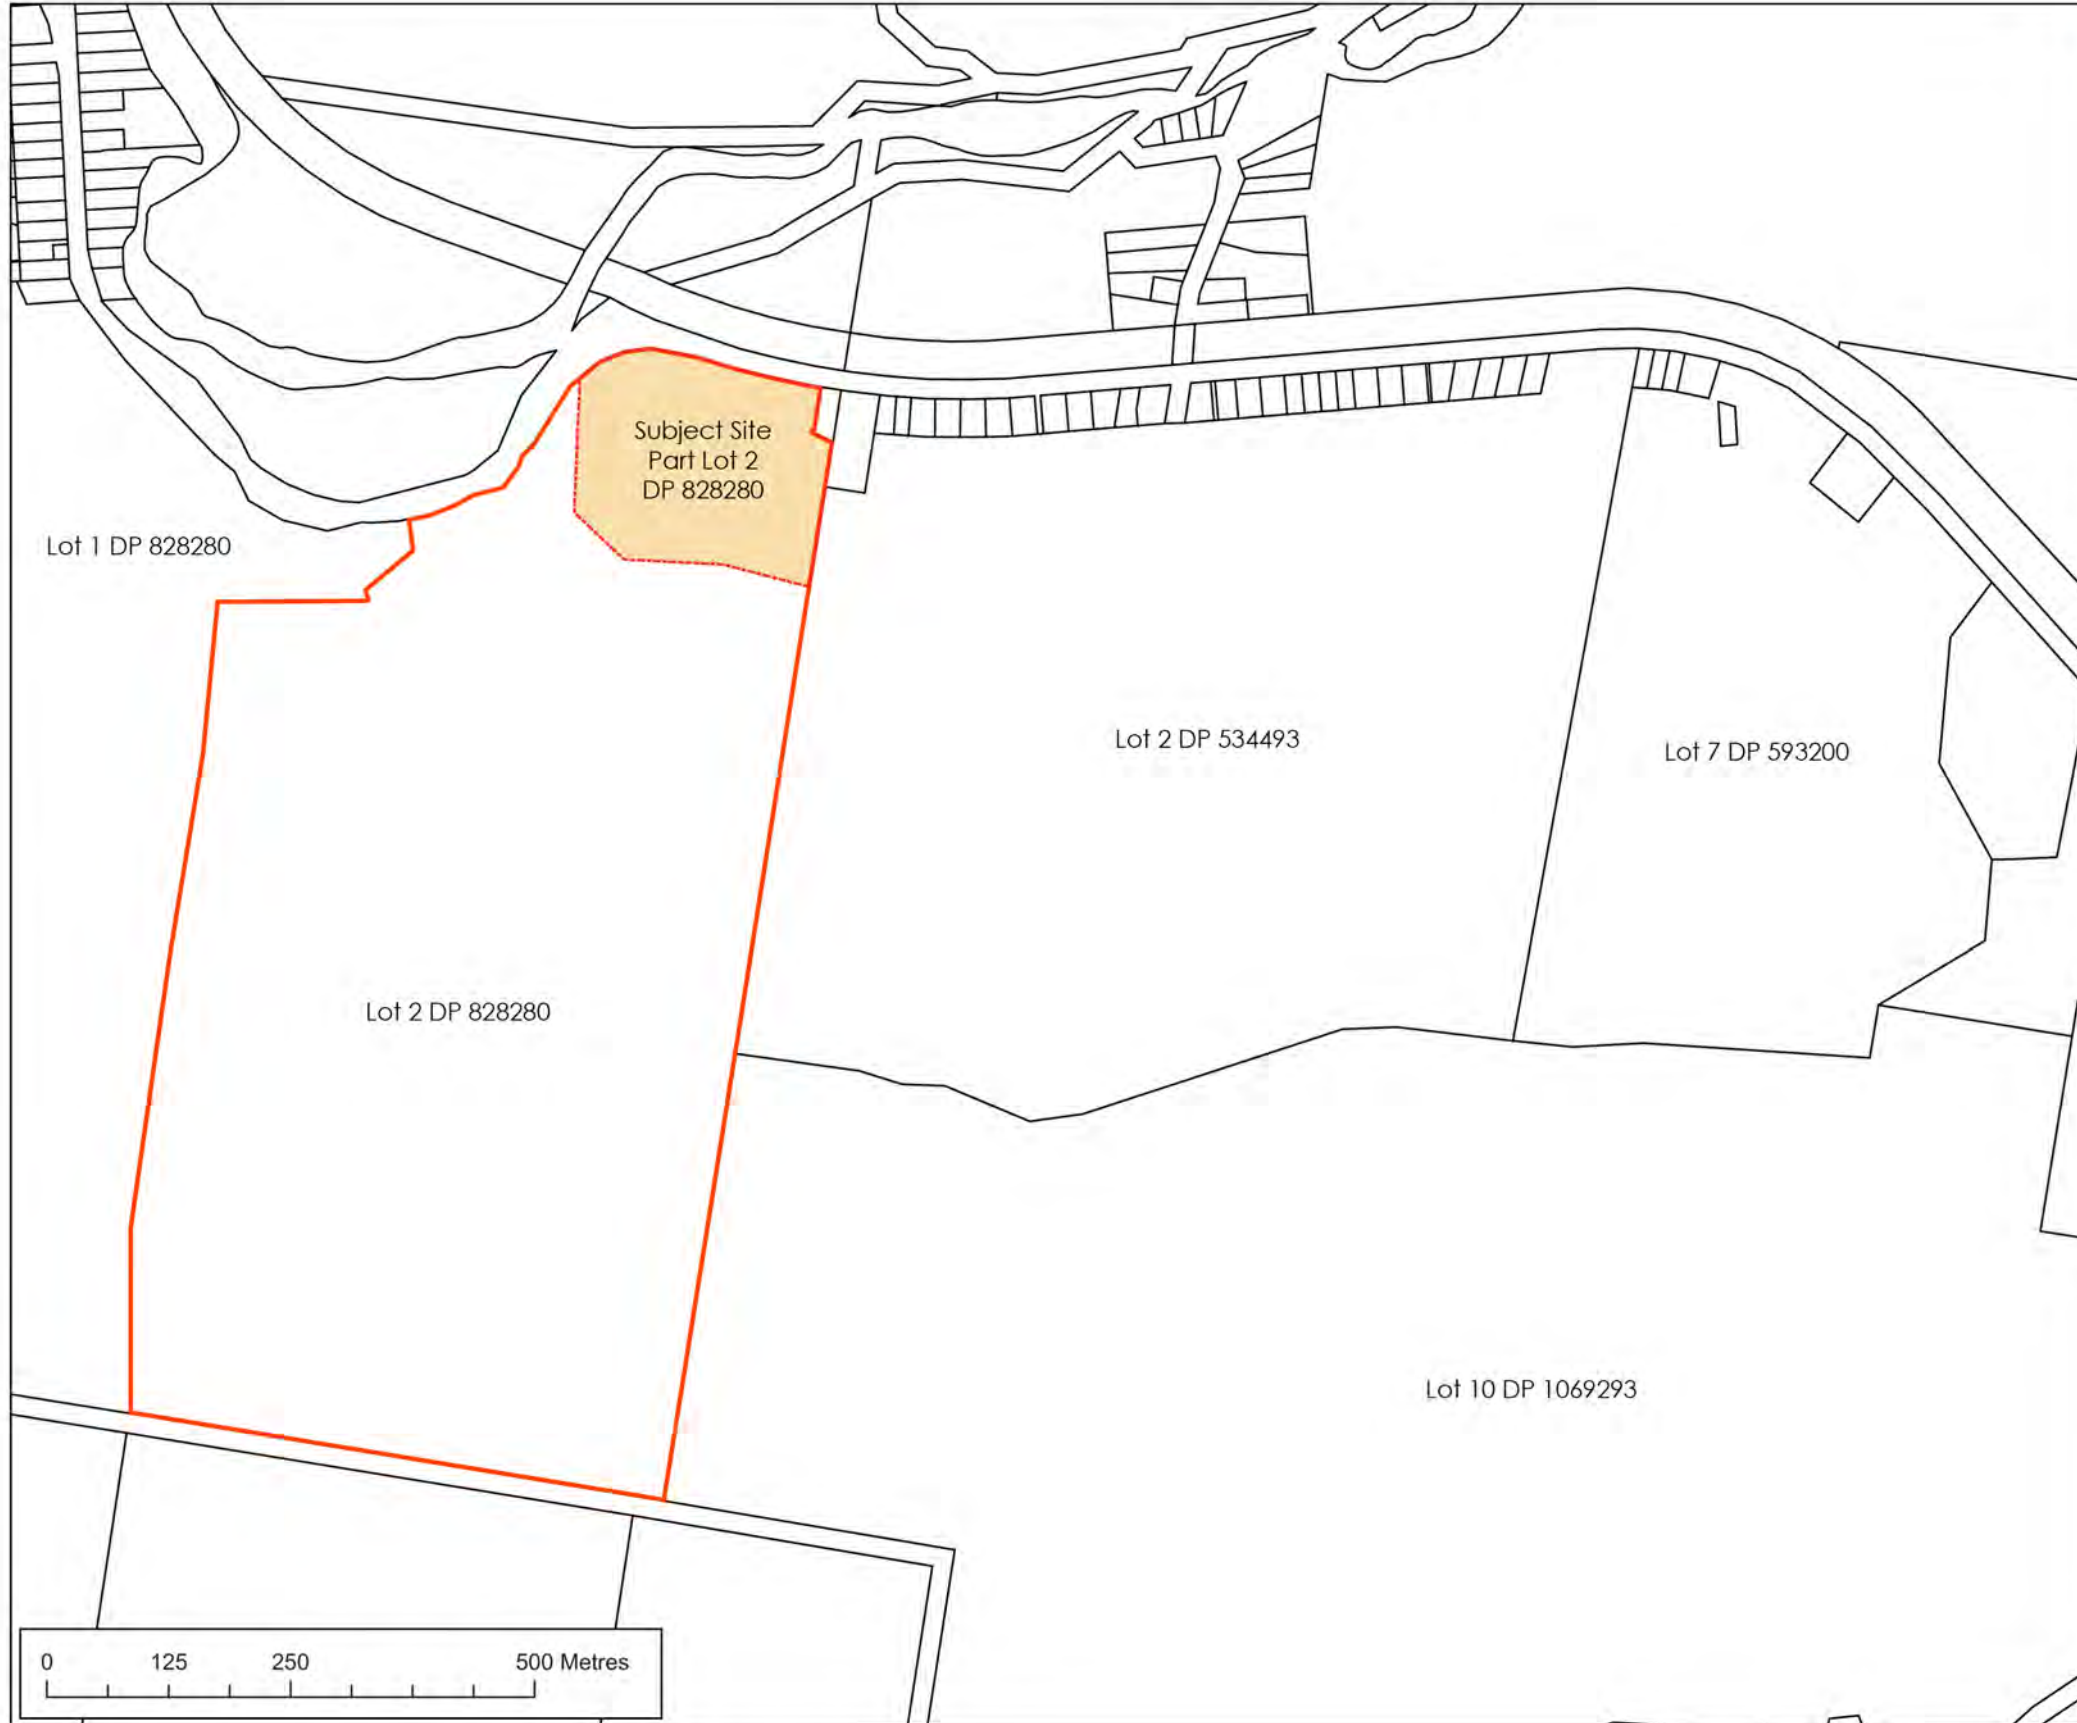 Subject Site
Part Lot 2
DP 828280
Lot 1 DP 828280
Lot 2 DP 534493
Lot 7 DP 593200
Lot 2 DP 828280
Lot 10 DP 1069293
0 125 250 500 Metres